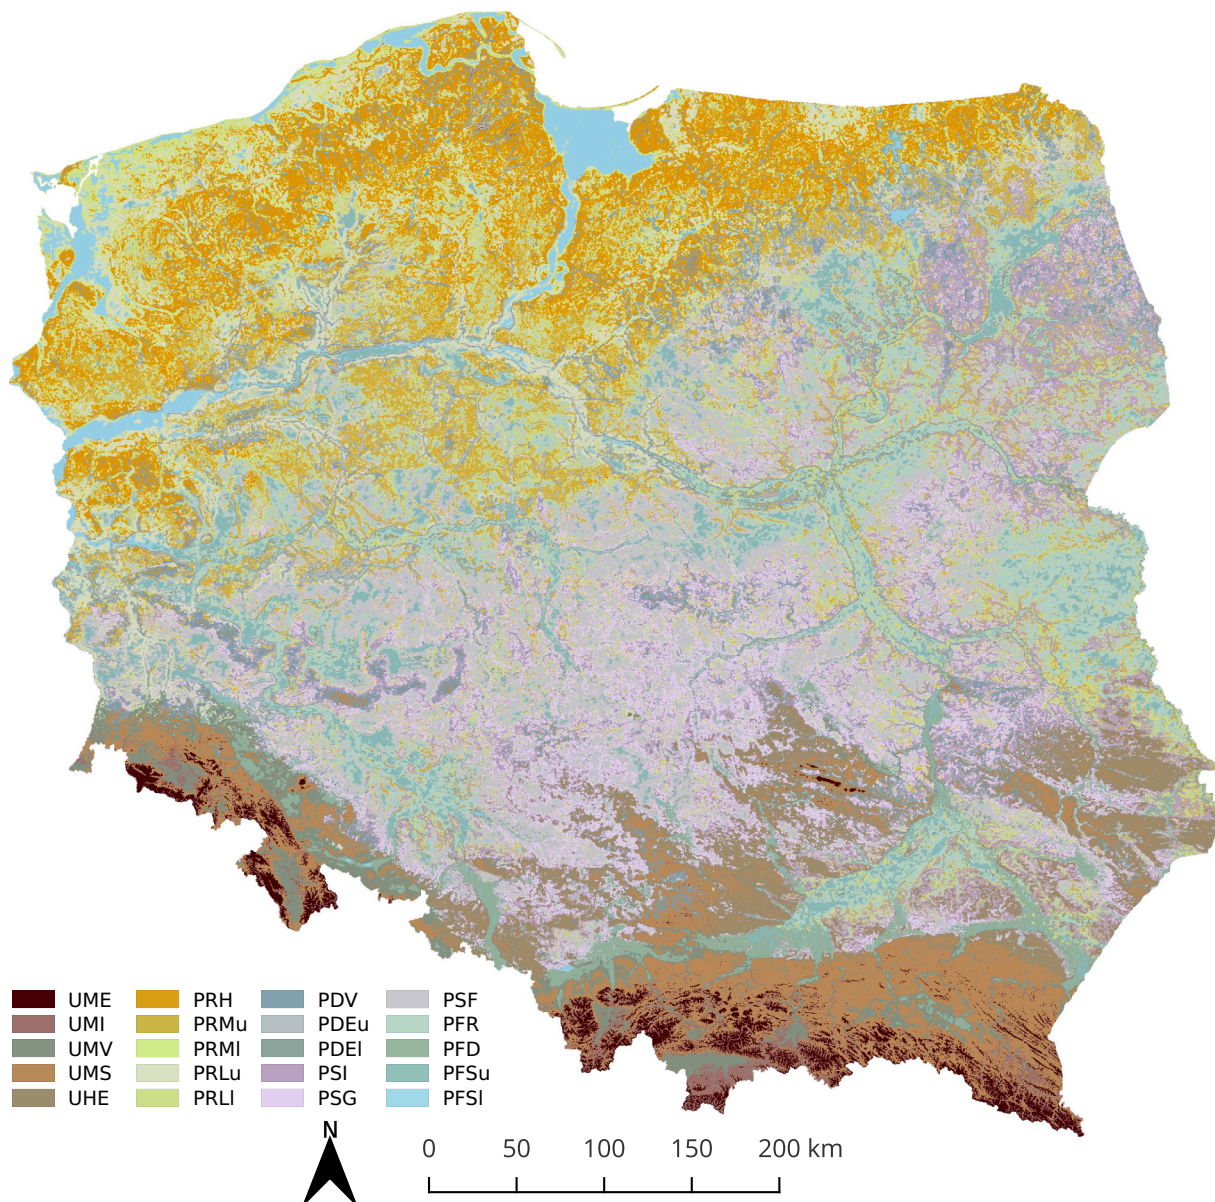 UME PRH PDV PSF
UMI PRMu PDEu PFR
UMV PRMl PDEl PFD
UMS PRLu PSI PFSu
UHE PRLl PSG PFSl
N
0 50 100 150 200 km